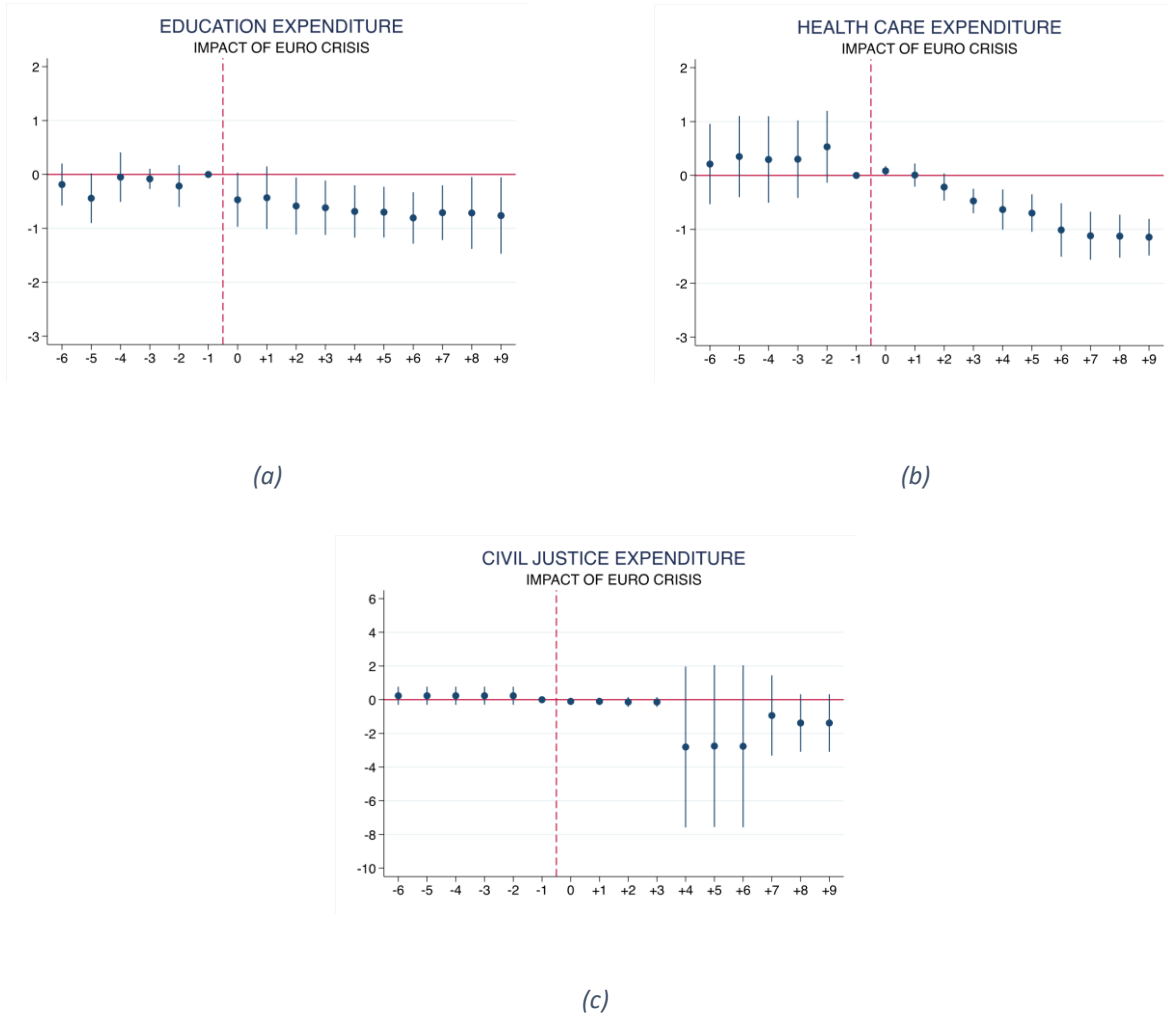 EDUCATION EXPENDITURE
IMPACT OF EURO CRISIS
2
1
0
-1
-2
-3
-6 -5 -4 -3 -2 -1 0 +1 +2 +3 +4 +5 +6 +7 +8 +9
(a)
HEALTH CARE EXPENDITURE
IMPACT OF EURO CRISIS
2
1
0
-1
-2
-3
-6 -5 -4 -3 -2 -1 0 +1 +2 +3 +4 +5 +6 +7 +8 +9
(b)
CIVIL JUSTICE EXPENDITURE
IMPACT OF EURO CRISIS
6
4
2
0
-2
-4
-6
-8
-10
-6 -5 -4 -3 -2 -1 0 +1 +2 +3 +4 +5 +6 +7 +8 +9
(c)